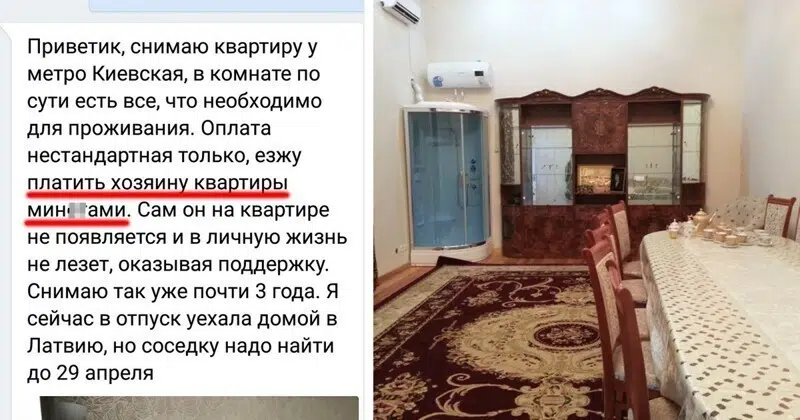 Приветик, снимаю квартиру у
метро Киевская, в комнате по
сути есть все, что необходимо
для проживания. Оплата
нестандартная только, езжу
платить хозяину квартиры
Сам он на квартире
не появляется и в личную жизнь
не лезет, оказывая поддержку.
Снимаю так уже почти 3 года. Я
сейчас в отпуск уехала домой в
Латвию, но соседку надо найти
до 29 апреля